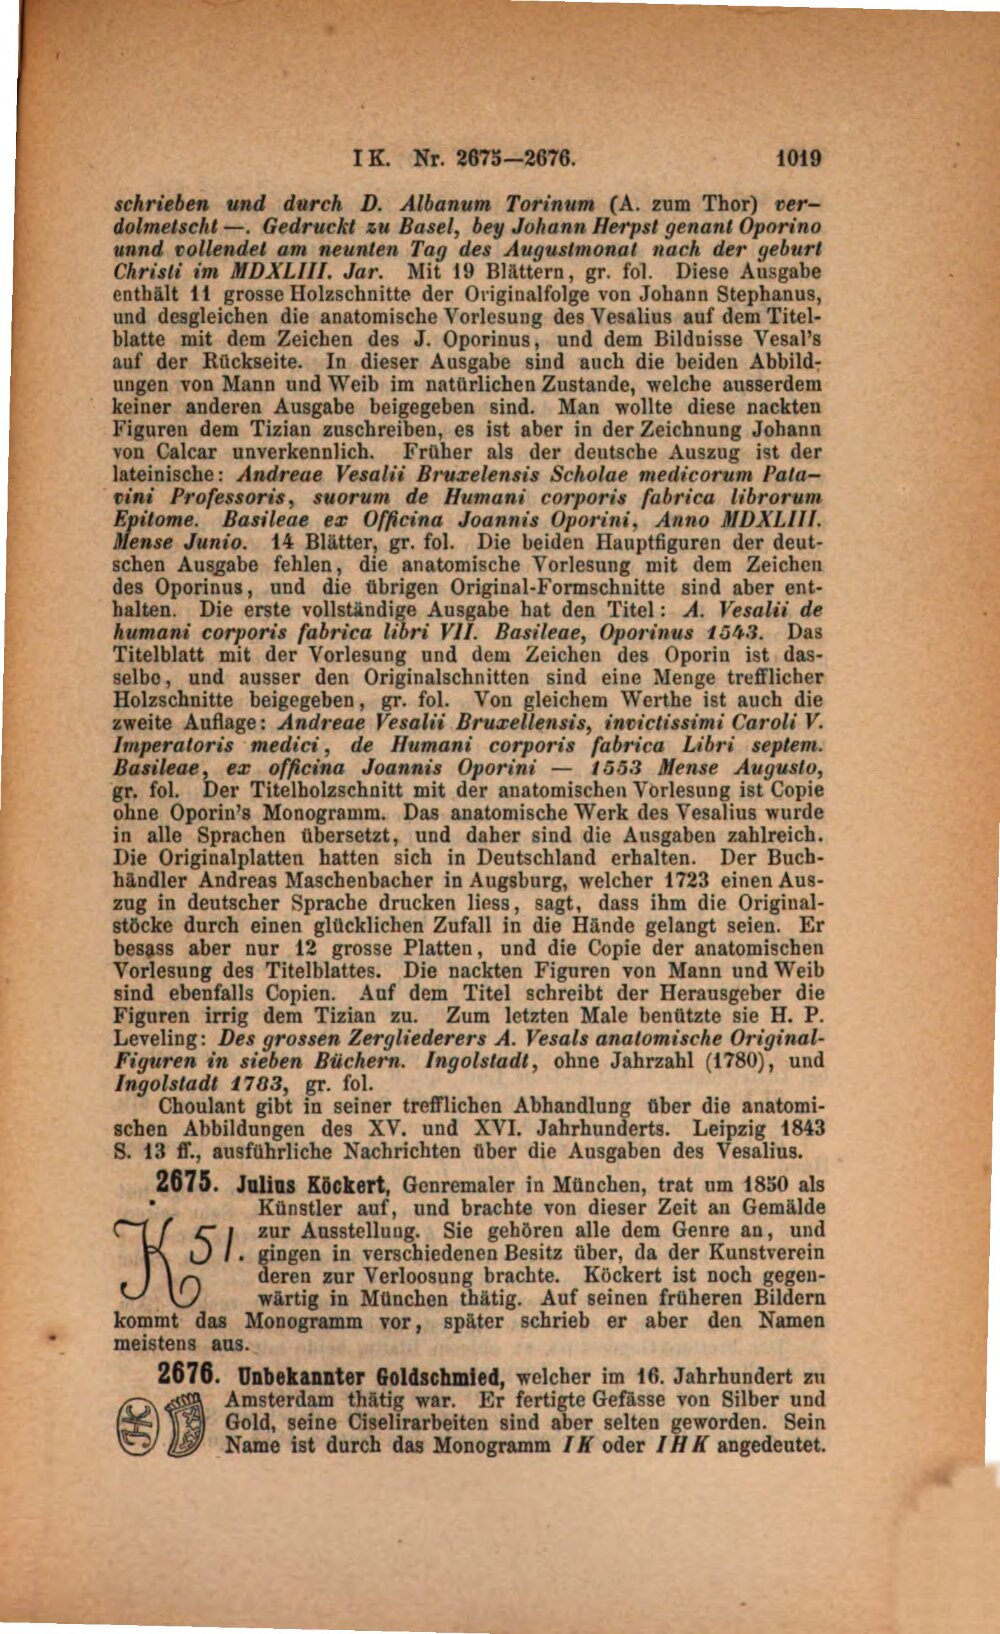 IK. Nr. 2675—2676. 1019
schrieben und durch D. Albanum Torinum (A. zum Thor) ver-
dolmetscht —. Gedruckt zu Basel, bey Johann Herpst genant Oporino
unnd vollendet am neunten Tag des Augustmonat nach der geburt
Christi im MDXLIII. Jar. Mit 19 Blättern, gr. fol. Diese Ausgabe
enthält 11 grosse Holzschnitte der Originalfolge von Johann Stephanus,
und desgleichen die anatomische Vorlesung des Vesalius auf dem Titel-
blatte mit dem Zeichen des J. Oporinus, und dem Bildnisse Vesal's
auf der Rückseite. In dieser Ausgabe sind auch die beiden Abbild-
ungen von Mann und Weib im natürlichen Zustande, welche ausserdem
keiner anderen Ausgabe beigegeben sind. Man wollte diese nackten
Figuren dem Tizian zuschreiben, es ist aber in der Zeichnung Johann
von Calcar unverkennlich. Früher als der deutsche Auszug ist der
lateinische: Andreae Vesalii Bruxelensis Scholae medicorum Pata-
vini Professoris, suorum de Humani corporis fabrica librorum
Epitome. Basileae ex Officina Joannis Oporini, Anno MDXLIII.
Mense Junio. 14 Blätter, gr. fol. Die beiden Hauptfiguren der deut-
schen Ausgabe fehlen, die anatomische Vorlesung mit dem Zeichen
des Oporinus, und die übrigen Original-Formschnitte sind aber ent-
halten. Die erste vollständige Ausgabe hat den Titel: A. Vesalii de
humani corporis fabrica libri VII. Basileae, Oporinus 1543. Das
Titelblatt mit der Vorlesung und dem Zeichen des Oporin ist das-
selbe, und ausser den Originalschnitten sind eine Menge trefflicher
Holzschnitte beigegeben, gr. fol. Von gleichem Werthe ist auch die
zweite Auflage: Andreae Vesalii Bruxellensis, invictissimi Caroli V.
Imperatoris medici, de Humani corporis fabrica Libri septem.
Basileae, ex officina Joannis Oporini — 1553 Mense Augusto,
gr. fol. Der Titelholzschnitt mit der anatomischen Vorlesung ist Copie
ohne Oporin's Monogramm. Das anatomische Werk des Vesalius wurde
in alle Sprachen übersetzt, und daher sind die Ausgaben zahlreich.
Die Originalplatten hatten sich in Deutschland erhalten. Der Buch-
händler Andreas Maschenbacher in Augsburg, welcher 1723 einen Aus-
zug in deutscher Sprache drucken liess, sagt, dass ihm die Original-
stöcke durch einen glücklichen Zufall in die Hände gelangt seien. Er
besass aber nur 12 grosse Platten, und die Copie der anatomischen
Vorlesung des Titelblattes. Die nackten Figuren von Mann und Weib
sind ebenfalls Copien. Auf dem Titel schreibt der Herausgeber die
Figuren irrig dem Tizian zu. Zum letzten Male benützte sie H. P.
Leveling: Des grossen Zergliederers A. Vesals anatomische Original-
Figuren in sieben Büchern. Ingolstadt, ohne Jahrzahl (1780), und
Ingolstadt 1783, gr. fol.
Choulant gibt in seiner trefflichen Abhandlung über die anatomi-
schen Abbildungen des XV. und XVI. Jahrhunderts. Leipzig 1843
S. 13 ff., ausführliche Nachrichten über die Ausgaben des Vesalius.
2675. Julius Köckert, Genremaler in München, trat um 1850 als
Künstler auf, und brachte von dieser Zeit an Gemälde
zur Ausstellung. Sie gehören alle dem Genre an, und
K 51. gingen in verschiedenen Besitz über, da der Kunstverein
deren zur Verloosung brachte. Köckert ist noch gegen-
wärtig in München thätig. Auf seinen früheren Bildern
kommt das Monogramm vor, später schrieb er aber den Namen
meistens aus.
2676. Unbekannter Goldschmied, welcher im 16. Jahrhundert zu
Amsterdam thätig war. Er fertigte Gefässe von Silber und
Gold, seine Ciselirarbeiten sind aber selten geworden. Sein
Name ist durch das Monogramm IK oder IHK angedeutet.